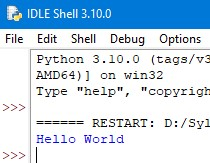 IDLE Shell 3.10.0
File Edit Shell Debug Options
Python 3.10.0 (tags/v3
AMD64)] on win32
Type "help", "copyrigh
>>>
====== RESTART: D:/Syl
Hello World
>>>